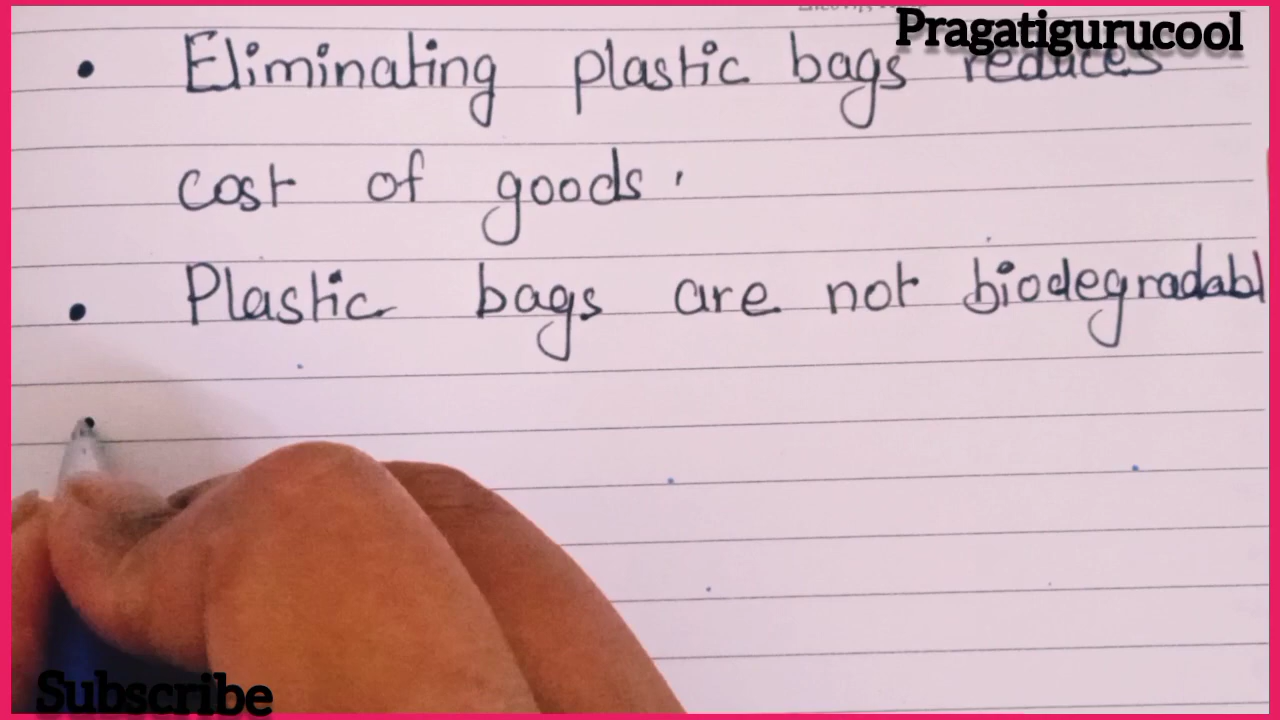 Pragatigurucool
• Eliminating plastic bags reduces
cost of goods.
• Plastic bags are not biodegradabl
Subscribe